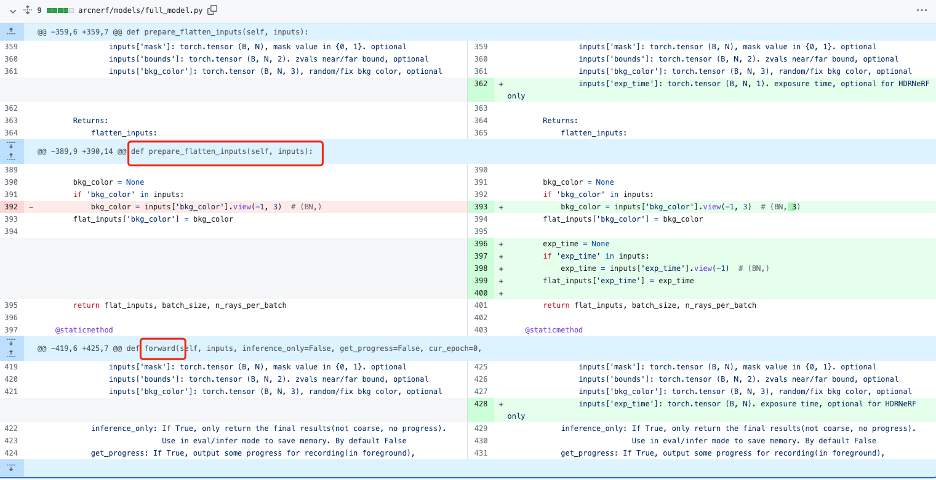 9 arcnerf/models/full_model.py
@@ -359,6 +359,7 @@ def prepare_flatten_inputs(self, inputs):
359 inputs['mask']: torch.tensor (B, N), mask value in {0, 1}. optional 359 inputs['mask']: torch.tensor (B, N), mask value in {0, 1}. optional
360 inputs['bounds']: torch.tensor (B, N, 2). zvals near/far bound, optional 360 inputs['bounds']: torch.tensor (B, N, 2). zvals near/far bound, optional
361 inputs['bkg_color']: torch.tensor (B, N, 3), random/fix bkg color, optional 361 inputs['bkg_color']: torch.tensor (B, N, 3), random/fix bkg color, optional
362 + inputs['exp_time']: torch.tensor (B, N, 1). exposure time, optional for HDRNeRF
only
362 363
363 Returns: 364 Returns:
364 flatten_inputs: 365 flatten_inputs:
@@ -389,9 +390,14 @@ def prepare_flatten_inputs(self, inputs):
389 390
390 bkg_color = None 391 bkg_color = None
391 if 'bkg_color' in inputs: 392 if 'bkg_color' in inputs:
392 - bkg_color = inputs['bkg_color'].view(-1, 3) # (BN,) 393 + bkg_color = inputs['bkg_color'].view(-1, 3) # (BN, 3)
393 flat_inputs['bkg_color'] = bkg_color 394 flat_inputs['bkg_color'] = bkg_color
394 395
396 + exp_time = None
397 + if 'exp_time' in inputs:
398 + exp_time = inputs['exp_time'].view(-1) # (BN,)
399 + flat_inputs['exp_time'] = exp_time
400 +
395 return flat_inputs, batch_size, n_rays_per_batch 401 return flat_inputs, batch_size, n_rays_per_batch
396 402
397 @staticmethod 403 @staticmethod
@@ -419,6 +425,7 @@ def forward(self, inputs, inference_only=False, get_progress=False, cur_epoch=0,
419 inputs['mask']: torch.tensor (B, N), mask value in {0, 1}. optional 425 inputs['mask']: torch.tensor (B, N), mask value in {0, 1}. optional
420 inputs['bounds']: torch.tensor (B, N, 2). zvals near/far bound, optional 426 inputs['bounds']: torch.tensor (B, N, 2). zvals near/far bound, optional
421 inputs['bkg_color']: torch.tensor (B, N, 3), random/fix bkg color, optional 427 inputs['bkg_color']: torch.tensor (B, N, 3), random/fix bkg color, optional
428 + inputs['exp_time']: torch.tensor (B, N). exposure time, optional for HDRNeRF
only
422 inference_only: If True, only return the final results(not coarse, no progress). 429 inference_only: If True, only return the final results(not coarse, no progress).
423 Use in eval/infer mode to save memory. By default False 430 Use in eval/infer mode to save memory. By default False
424 get_progress: If True, output some progress for recording(in foreground), 431 get_progress: If True, output some progress for recording(in foreground),